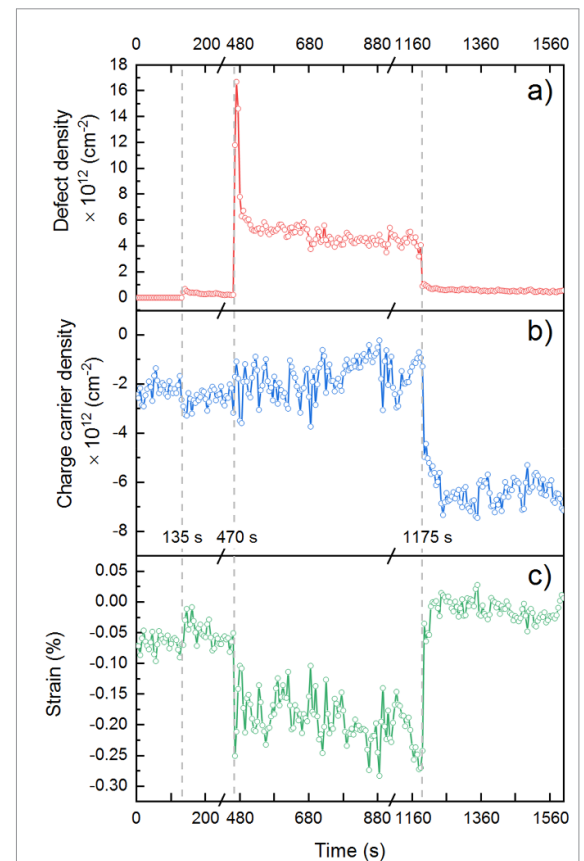 0 200 480 680 880 1160 1360 1560
a)
Defect density
× 10¹² (cm⁻²)
18
16
14
12
10
8
6
4
2
0
b)
Charge carrier density
× 10¹² (cm⁻²)
0
-2
-4
-6
-8
135 s 470 s 1175 s
c)
Strain (%)
0.05
0.00
-0.05
-0.10
-0.15
-0.20
-0.25
-0.30
0 200 480 680 880 1160 1360 1560
Time (s)